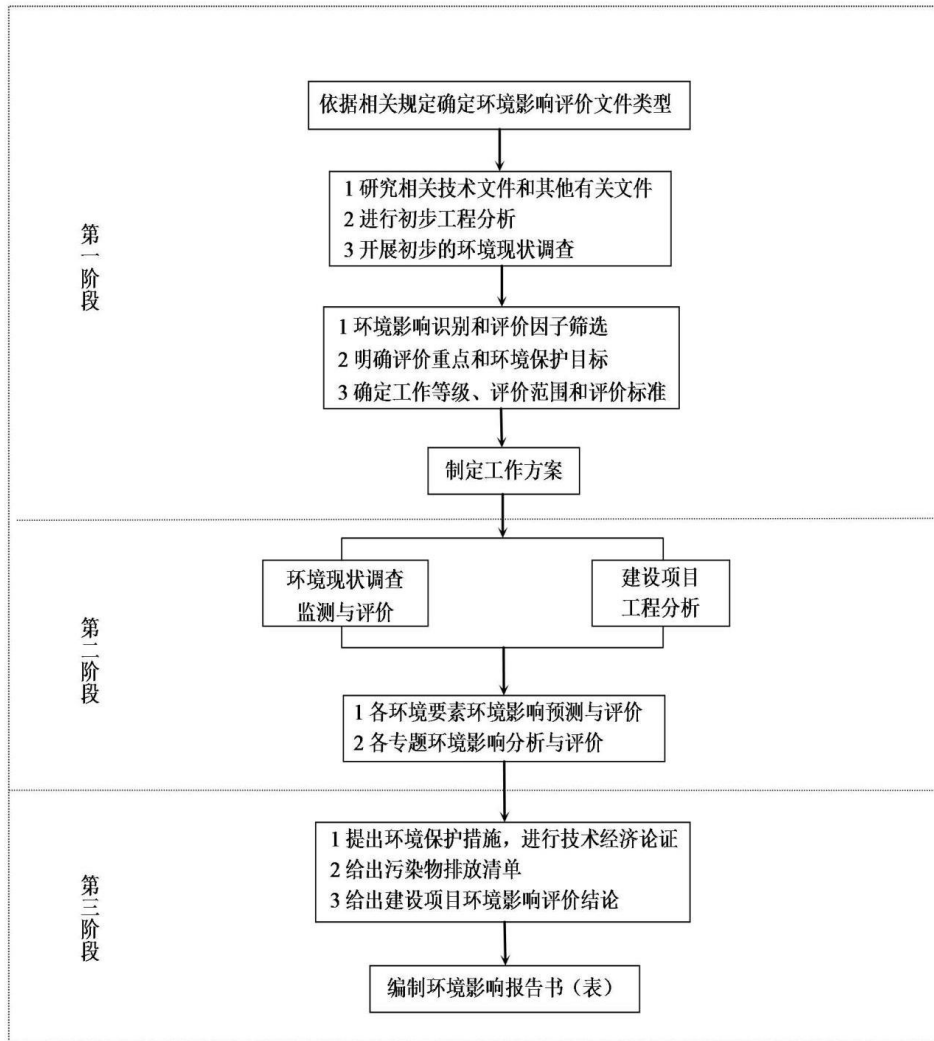 依据相关规定确定环境影响评价文件类型
第一阶段
1 研究相关技术文件和其他有关文件
2 进行初步工程分析
3 开展初步的环境现状调查
1 环境影响识别和评价因子筛选
2 明确评价重点和环境保护目标
3 确定工作等级、评价范围和评价标准
制定工作方案
第二阶段
环境现状调查
监测与评价
建设项目
工程分析
1 各环境要素环境影响预测与评价
2 各专题环境影响分析与评价
第三阶段
1 提出环境保护措施，进行技术经济论证
2 给出污染物排放清单
3 给出建设项目环境影响评价结论
编制环境影响报告书（表）